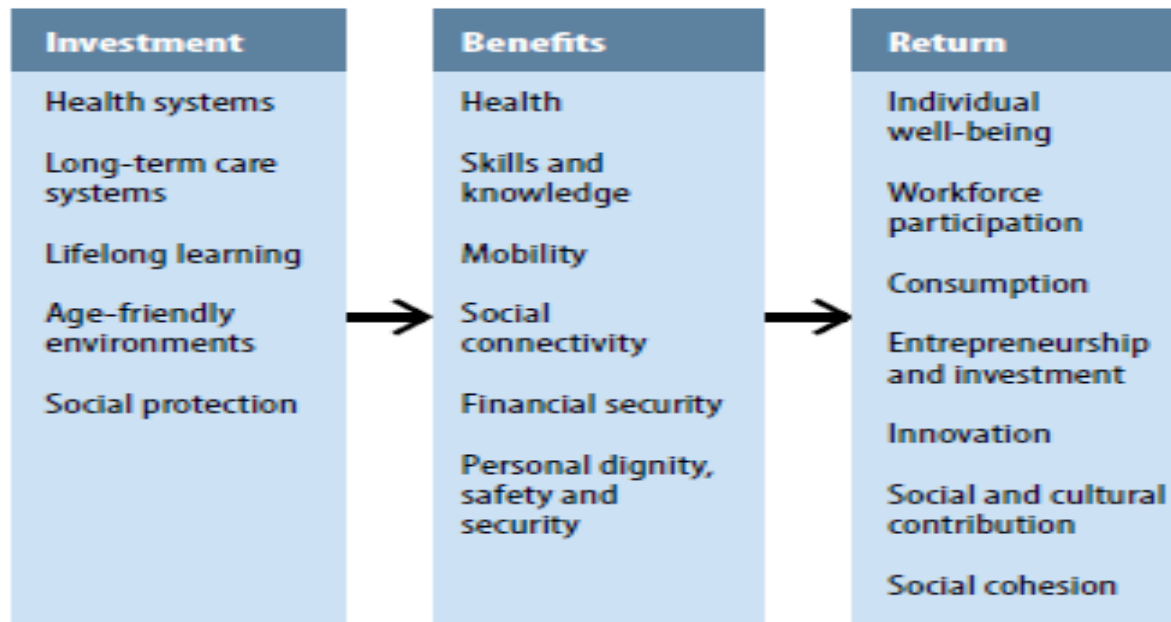 Investment
Health systems
Long-term care
systems
Lifelong learning
Age-friendly
environments
Social protection
Benefits
Health
Skills and
knowledge
Mobility
Social
connectivity
Financial security
Personal dignity,
safety and
security
Return
Individual
well-being
Workforce
participation
Consumption
Entrepreneurship
and investment
Innovation
Social and cultural
contribution
Social cohesion